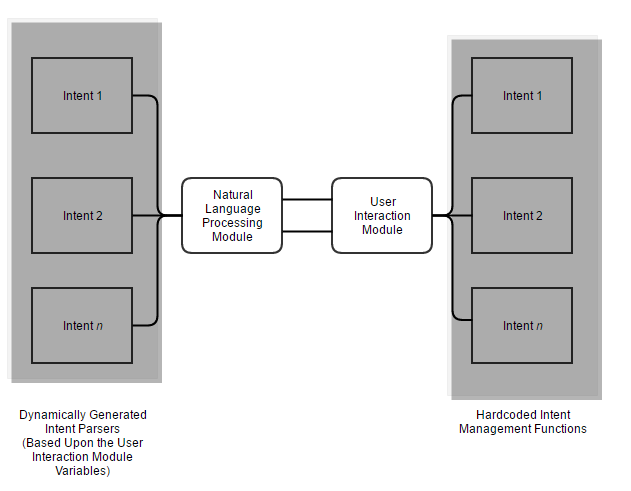 Intent 1
Intent 2
Intent n
Natural
Language
Processing
Module
User
Interaction
Module
Intent 1
Intent 2
Intent n
Dynamically Generated
Intent Parsers
(Based Upon the User
Interaction Module
Variables)
Hardcoded Intent
Management Functions